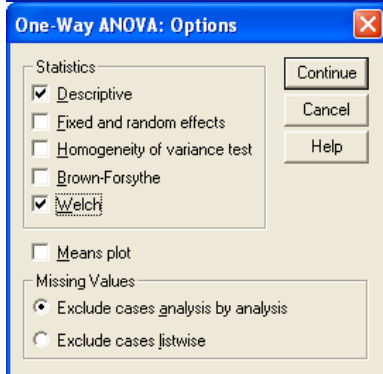 One-Way ANOVA: Options
Statistics
Descriptive
Fixed and random effects
Homogeneity of variance test
Brown-Forsythe
Welch
Continue
Cancel
Help
Means plot
Missing Values
Exclude cases analysis by analysis
Exclude cases listwise